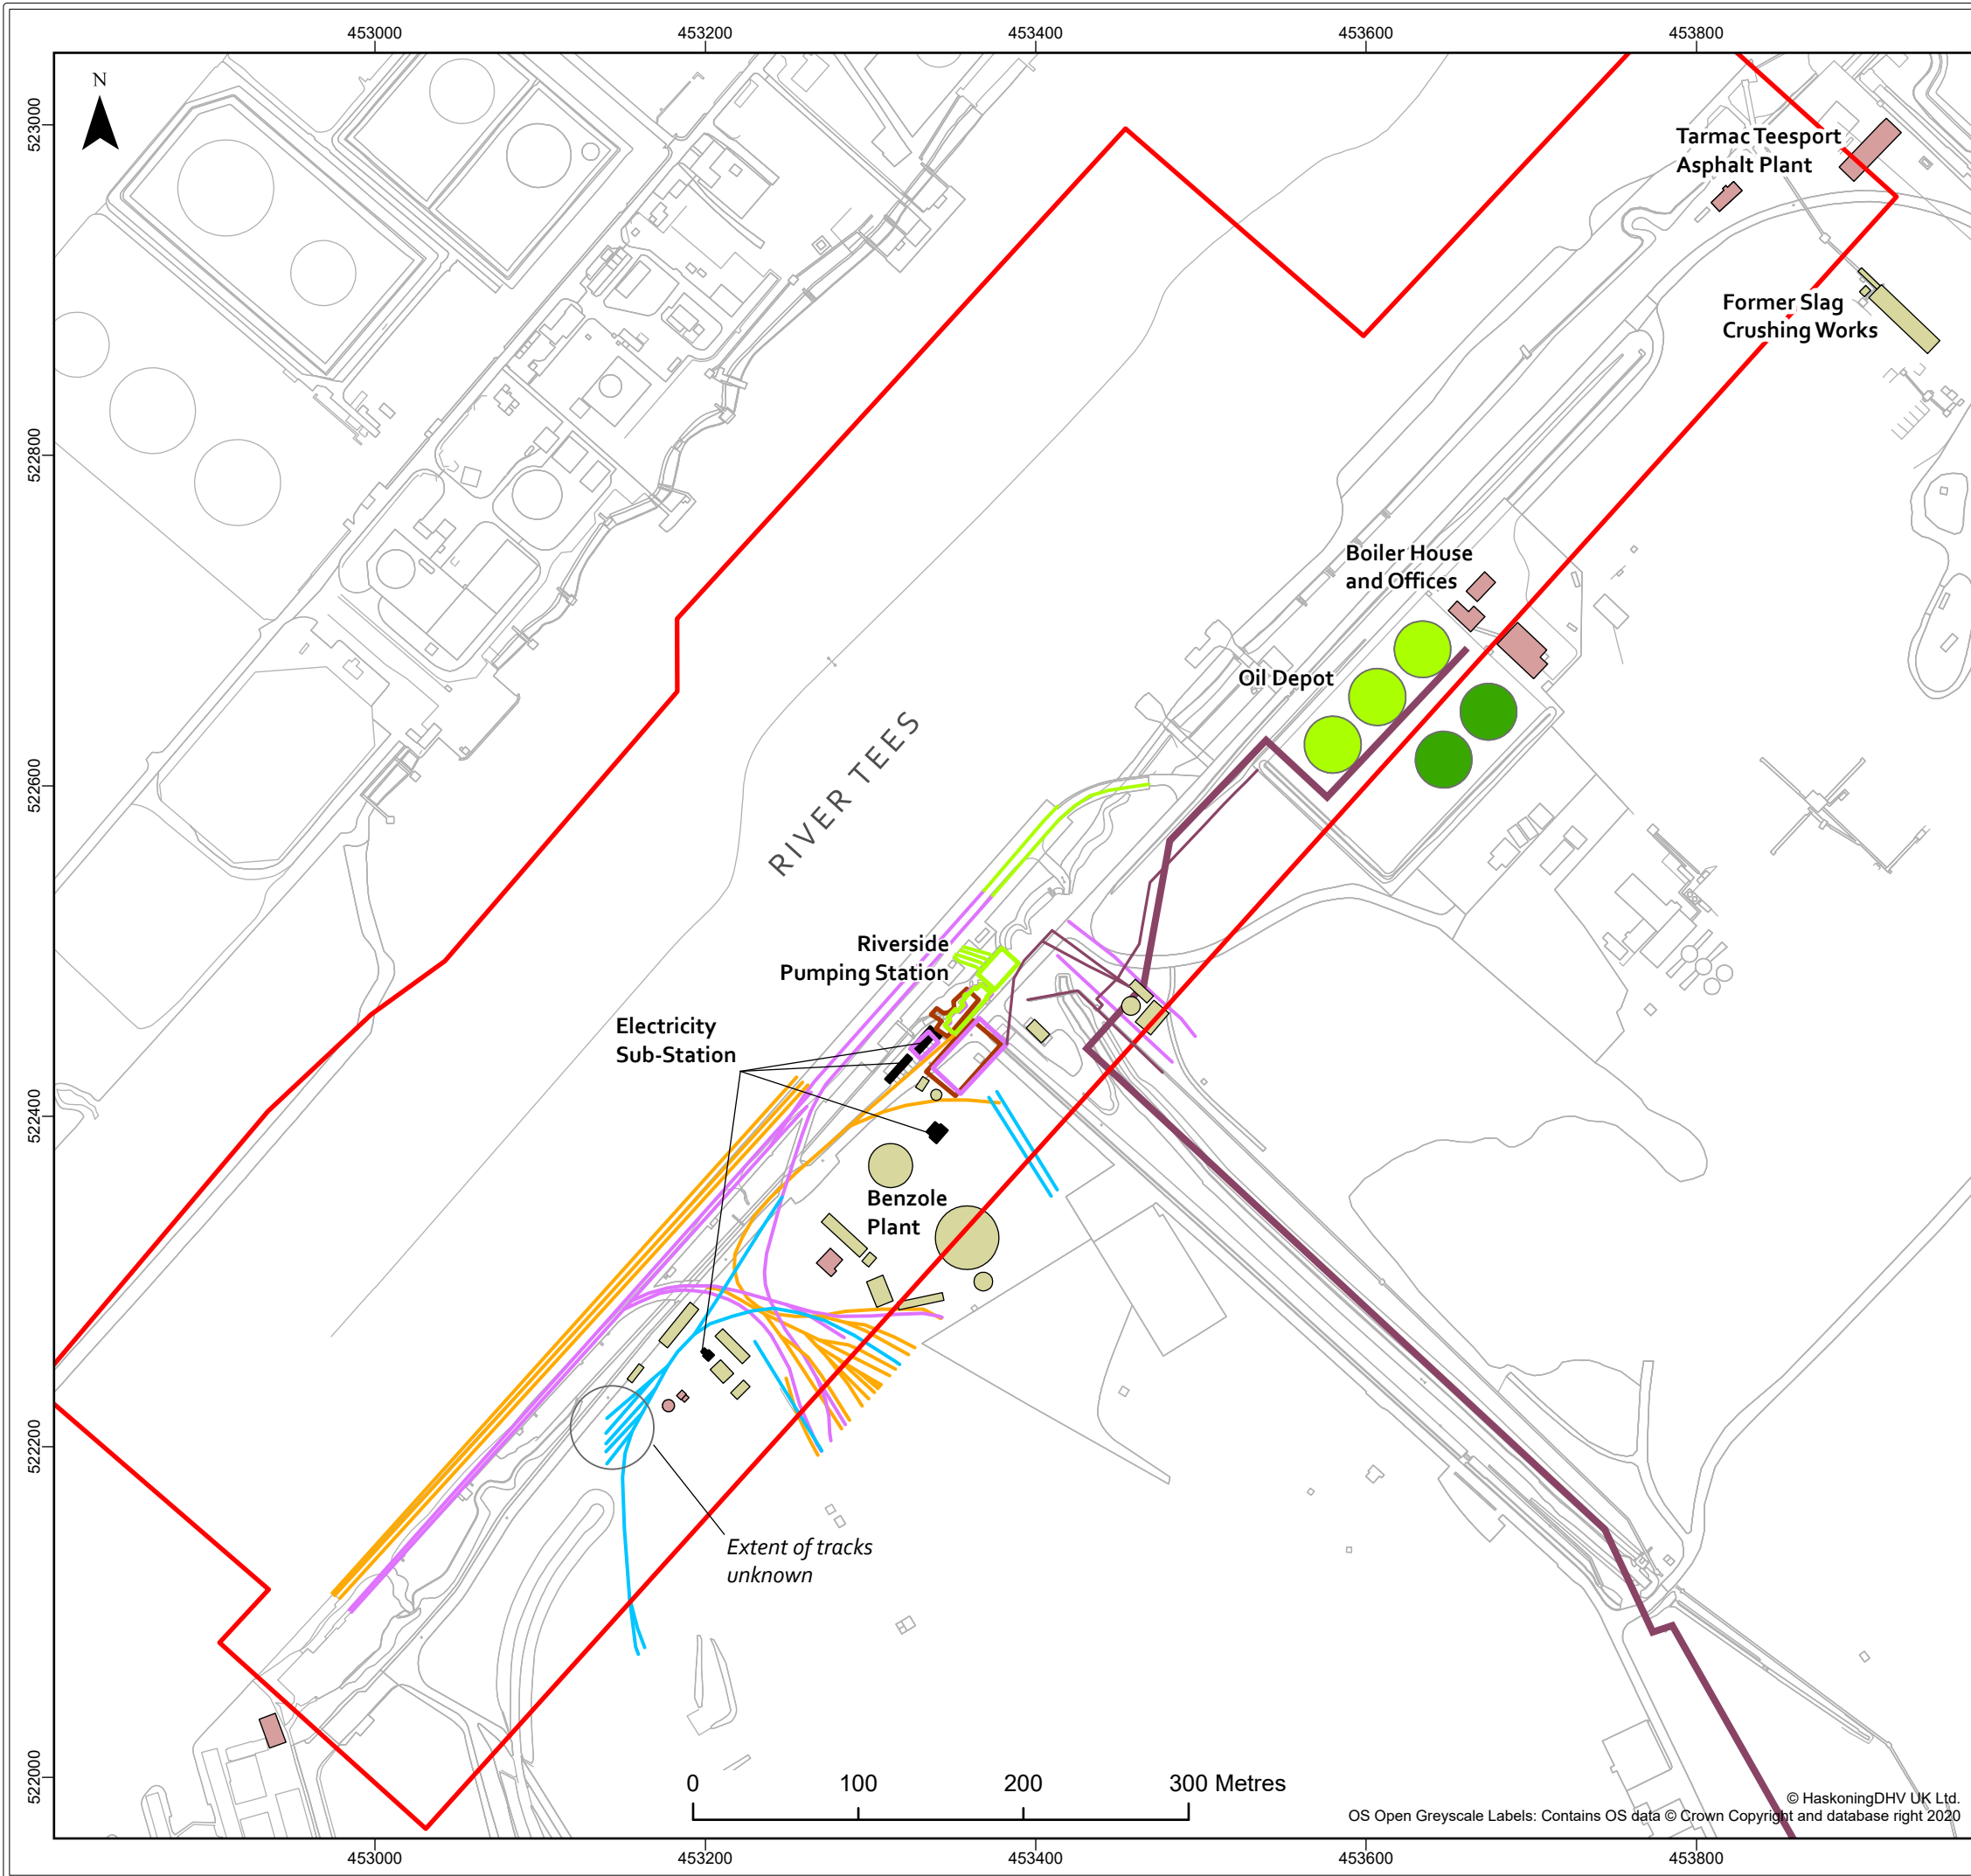 453000
453200
453400
453600
453800
N
523000
522800
522600
522400
522200
522000
Tarmac Teesport
Asphalt Plant
Former Slag
Crushing Works
Boiler House
and Offices
Oil Depot
RIVER TEES
Riverside
Pumping Station
Electricity
Sub-Station
Benzole
Plant
Extent of tracks
unknown
0
100
200
300 Metres
© HaskoningDHV UK Ltd.
OS Open Greyscale Labels: Contains OS data © Crown Copyright and database right 2020
453000
453200
453400
453600
453800